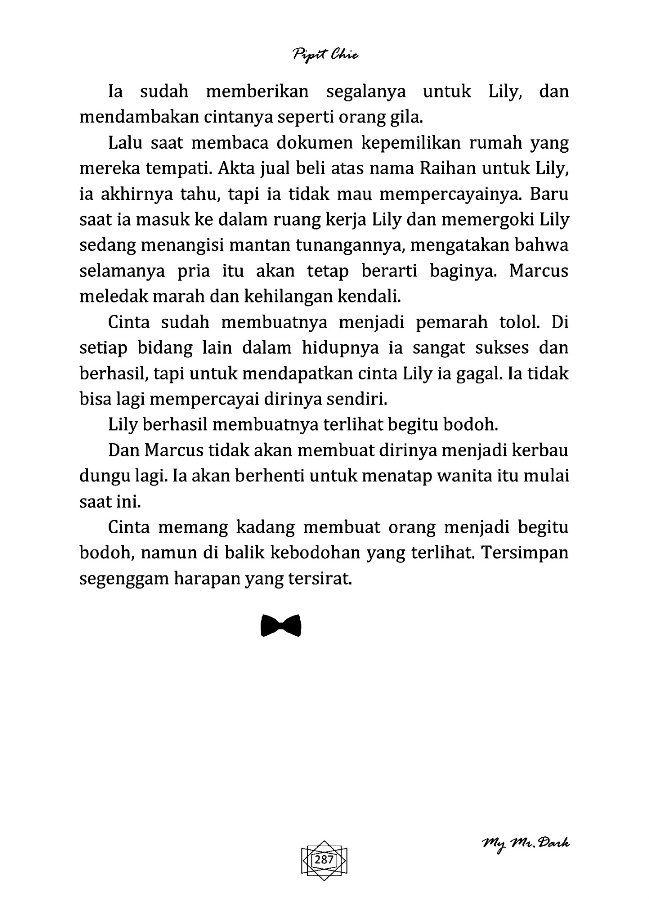 Pipit Chie
Ia sudah memberikan segalanya untuk Lily, dan
mendambakan cintanya seperti orang gila.
Lalu saat membaca dokumen kepemilikan rumah yang
mereka tempati. Akta jual beli atas nama Raihan untuk Lily,
ia akhirnya tahu, tapi ia tidak mau mempercayainya. Baru
saat ia masuk ke dalam ruang kerja Lily dan memergoki Lily
sedang menangisi mantan tunangannya, mengatakan bahwa
selamanya pria itu akan tetap berarti baginya. Marcus
meledak marah dan kehilangan kendali.
Cinta sudah membuatnya menjadi pemarah tolol. Di
setiap bidang lain dalam hidupnya ia sangat sukses dan
berhasil, tapi untuk mendapatkan cinta Lily ia gagal. Ia tidak
bisa lagi mempercayai dirinya sendiri.
Lily berhasil membuatnya terlihat begitu bodoh.
Dan Marcus tidak akan membuat dirinya menjadi kerbau
dungu lagi. Ia akan berhenti untuk menatap wanita itu mulai
saat ini.
Cinta memang kadang membuat orang menjadi begitu
bodoh, namun di balik kebodohan yang terlihat. Tersimpan
segenggam harapan yang tersirat.
My Mr. Dark
287